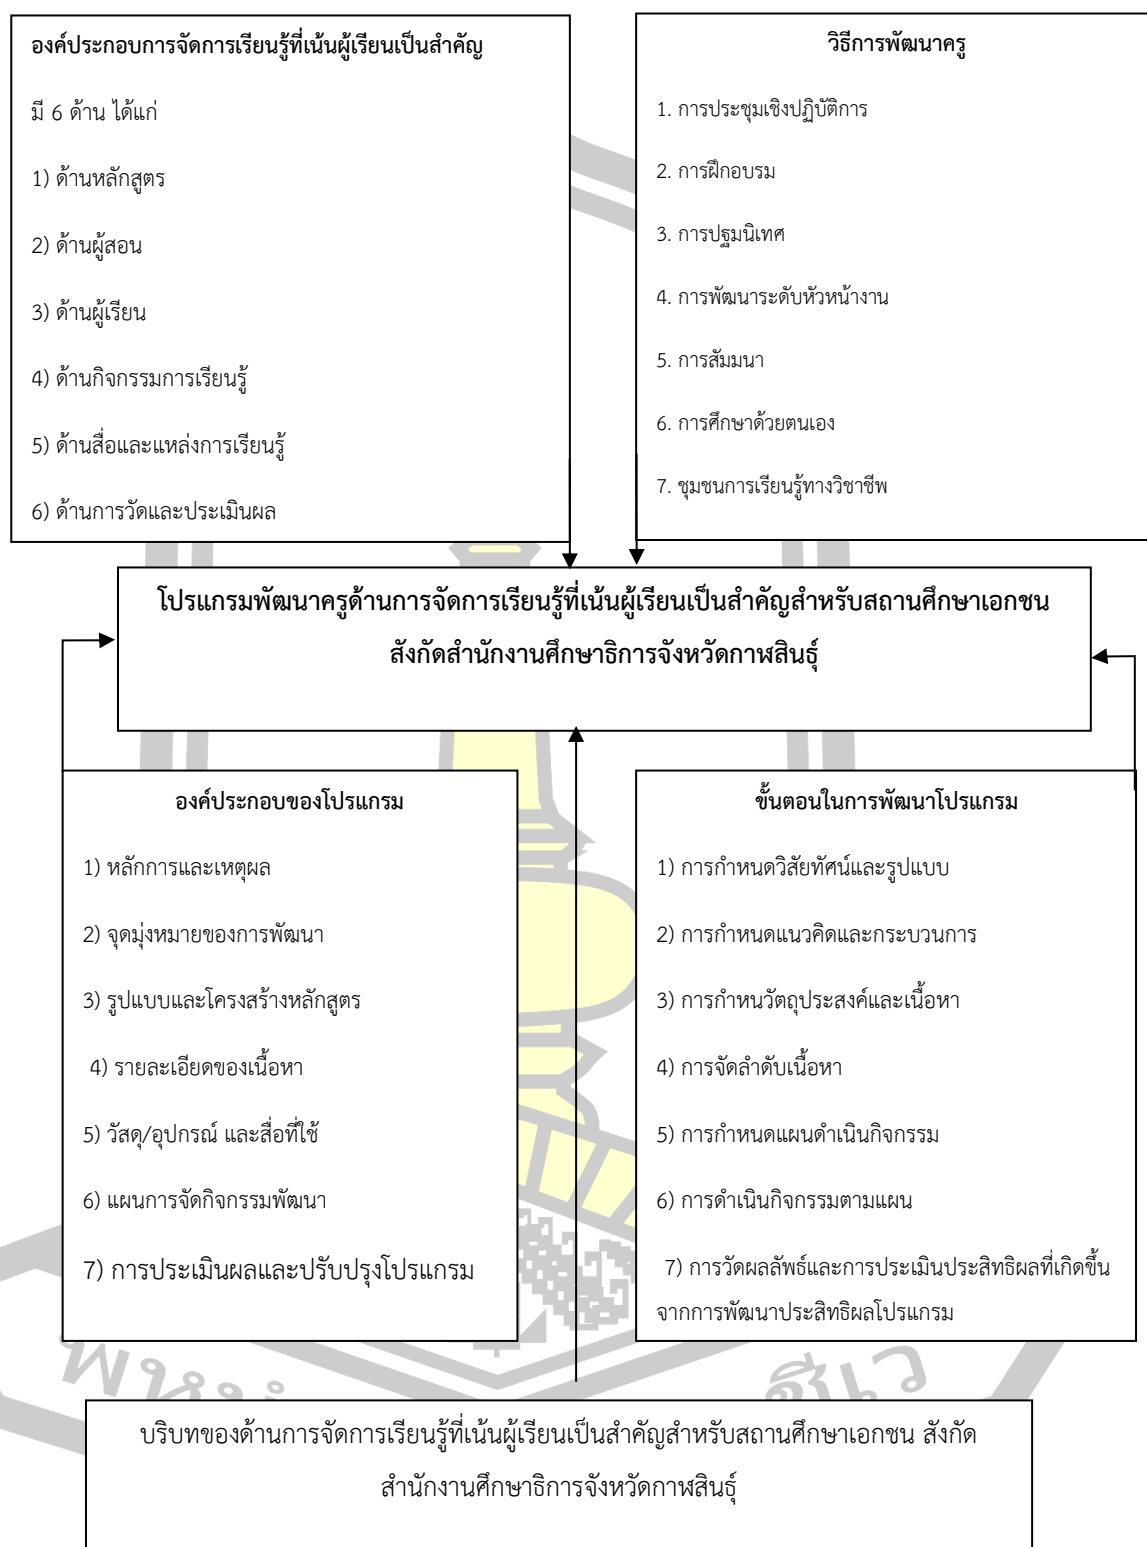 องค์ประกอบการจัดการเรียนรู้ที่เน้นผู้เรียนเป็นสำคัญ
มี 6 ด้าน ได้แก่
1) ด้านหลักสูตร
2) ด้านผู้สอน
3) ด้านผู้เรียน
4) ด้านกิจกรรมการเรียนรู้
5) ด้านสื่อและแหล่งการเรียนรู้
6) ด้านการวัดและประเมินผล
วิธีการพัฒนาครู
1. การประชุมเชิงปฏิบัติการ
2. การฝึกอบรม
3. การปฐมนิเทศ
4. การพัฒนาระดับหัวหน้างาน
5. การสัมมนา
6. การศึกษาด้วยตนเอง
7. ชุมชนการเรียนรู้ทางวิชาชีพ
โปรแกรมพัฒนาครูด้านการจัดการเรียนรู้ที่เน้นผู้เรียนเป็นสำคัญสำหรับสถานศึกษาเอกชน
สังกัดสำนักงานศึกษาธิการจังหวัดกาฬสินธุ์
องค์ประกอบของโปรแกรม
1) หลักการและเหตุผล
2) จุดมุ่งหมายของการพัฒนา
3) รูปแบบและโครงสร้างหลักสูตร
4) รายละเอียดของเนื้อหา
5) วัสดุ/อุปกรณ์ และสื่อที่ใช้
6) แผนการจัดกิจกรรมพัฒนา
7) การประเมินผลและปรับปรุงโปรแกรม
ขั้นตอนในการพัฒนาโปรแกรม
1) การกำหนดวิสัยทัศน์และรูปแบบ
2) การกำหนดแนวคิดและกระบวนการ
3) การกำหนวัตถุประสงค์และเนื้อหา
4) การจัดลำดับเนื้อหา
5) การกำหนดแผนดำเนินกิจกรรม
6) การดำเนินกิจกรรมตามแผน
7) การวัดผลลัพธ์และการประเมินประสิทธิผลที่เกิดขึ้น
จากการพัฒนาประสิทธิผลโปรแกรม
บริบทของด้านการจัดการเรียนรู้ที่เน้นผู้เรียนเป็นสำคัญสำหรับสถานศึกษาเอกชน สังกัด
สำนักงานศึกษาธิการจังหวัดกาฬสินธุ์